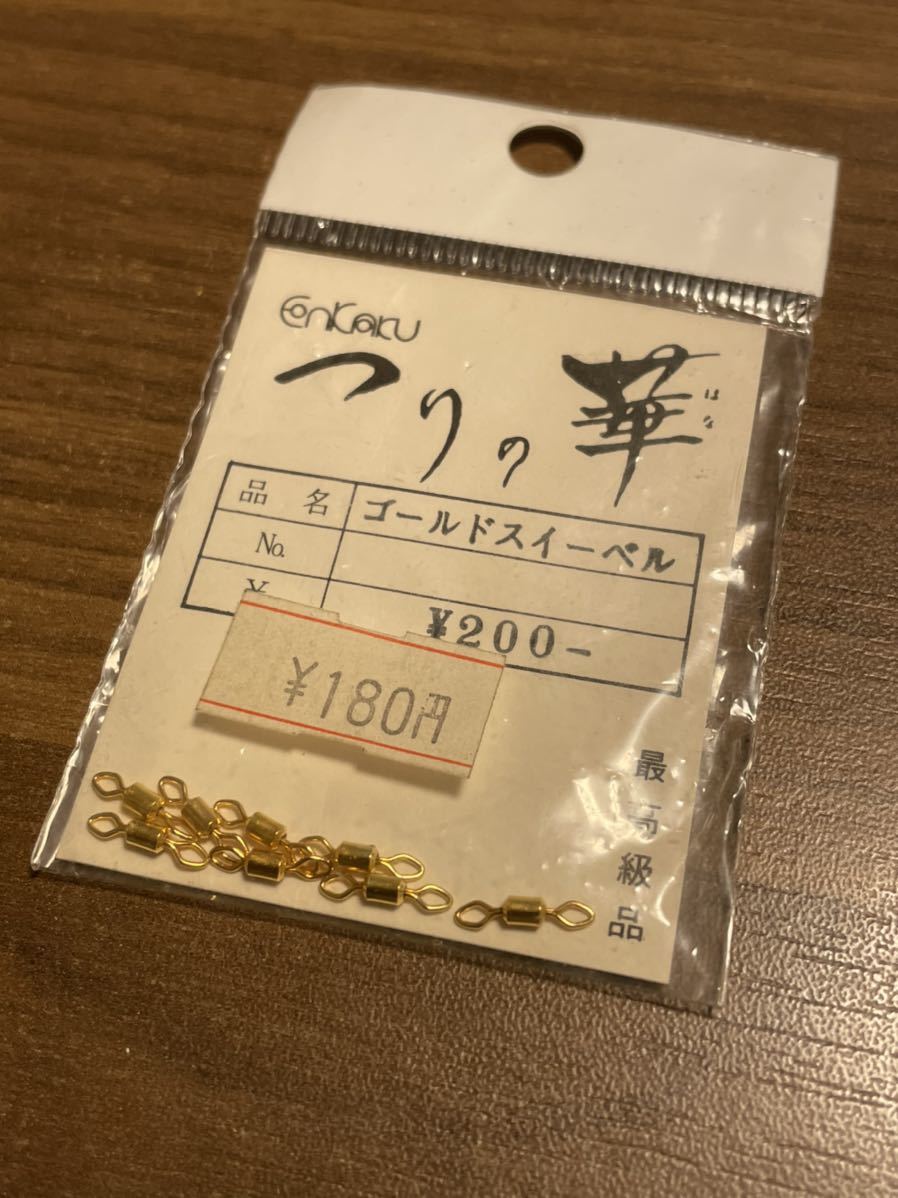 EnKaKu
つりの華
はな
品名 ゴールドスイーベル
No.
¥ ¥200-
¥180円
最高級品